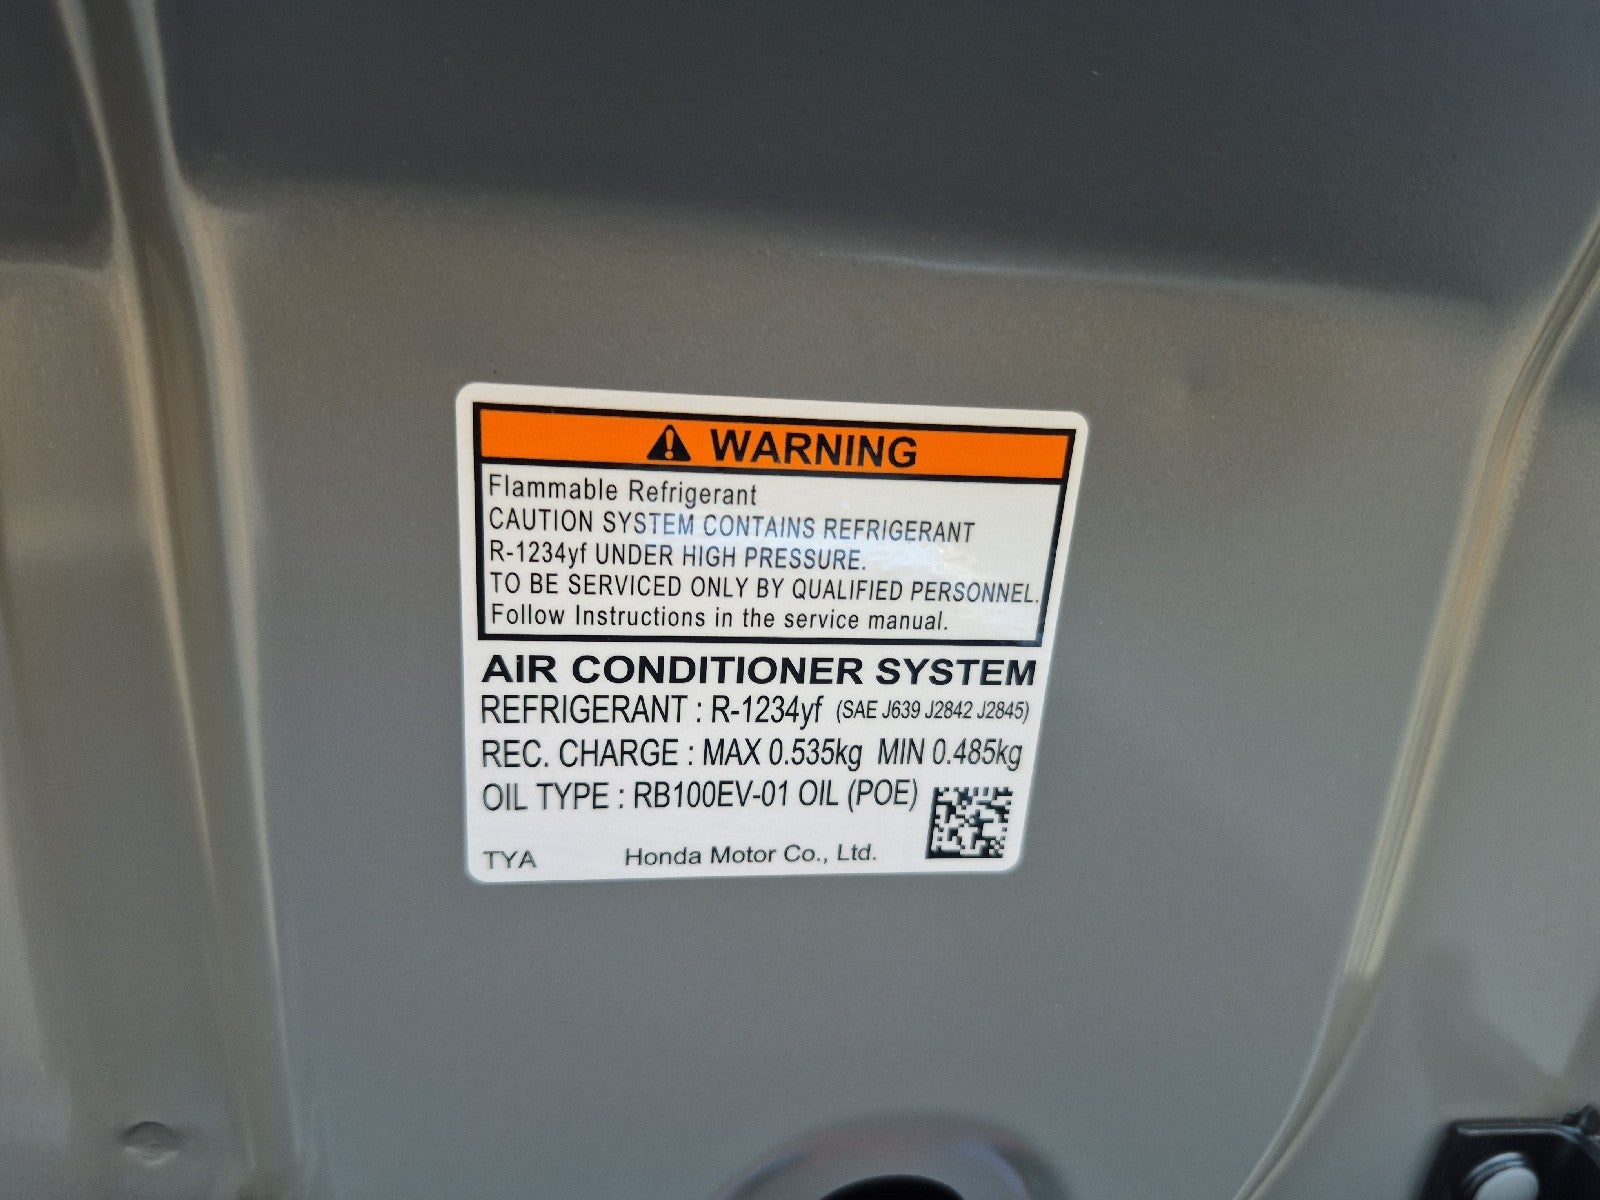 WARNING
Flammable Refrigerant
CAUTION SYSTEM CONTAINS REFRIGERANT
R-1234yf UNDER HIGH PRESSURE.
TO BE SERVICED ONLY BY QUALIFIED PERSONNEL.
Follow Instructions in the service manual.
AIR CONDITIONER SYSTEM
REFRIGERANT : R-1234yf (SAE J639 J2842 J2845)
REC. CHARGE : MAX 0.535kg MIN 0.485kg
OIL TYPE : RB100EV-01 OIL (POE)
TYA Honda Motor Co., Ltd.